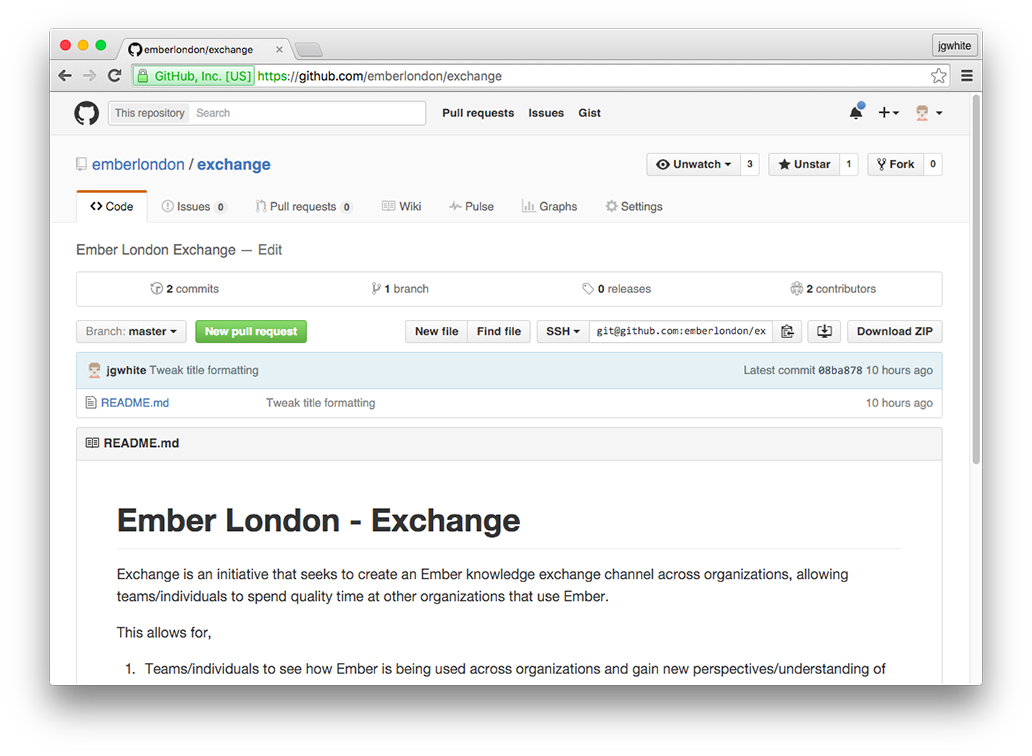 emberlondon/exchange
jgwhite
GitHub, Inc. [US] https://github.com/emberlondon/exchange
This repository Search Pull requests Issues Gist
emberlondon / exchange Unwatch 3 Unstar 1 Fork 0
Code Issues 0 Pull requests 0 Wiki Pulse Graphs Settings
Ember London Exchange — Edit
2 commits 1 branch 0 releases 2 contributors
Branch: master New pull request New file Find file SSH git@github.com:emberlondon/ex Download ZIP
jgwhite Tweak title formatting Latest commit 08ba878 10 hours ago
README.md Tweak title formatting 10 hours ago
README.md
Ember London - Exchange
Exchange is an initiative that seeks to create an Ember knowledge exchange channel across organizations, allowing
teams/individuals to spend quality time at other organizations that use Ember.
This allows for,
1. Teams/individuals to see how Ember is being used across organizations and gain new perspectives/understanding of